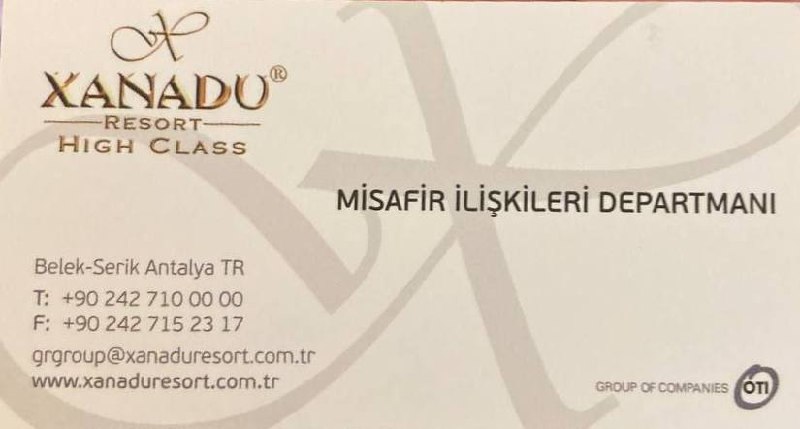 XANADU®
RESORT
HIGH CLASS
MİSAFİR İLİŞKİLERİ DEPARTMANI
Belek-Serik Antalya TR
T: +90 242 710 00 00
F: +90 242 715 23 17
grgroup@xanaduresort.com.tr
www.xanaduresort.com.tr
GROUP OF COMPANIES OTI